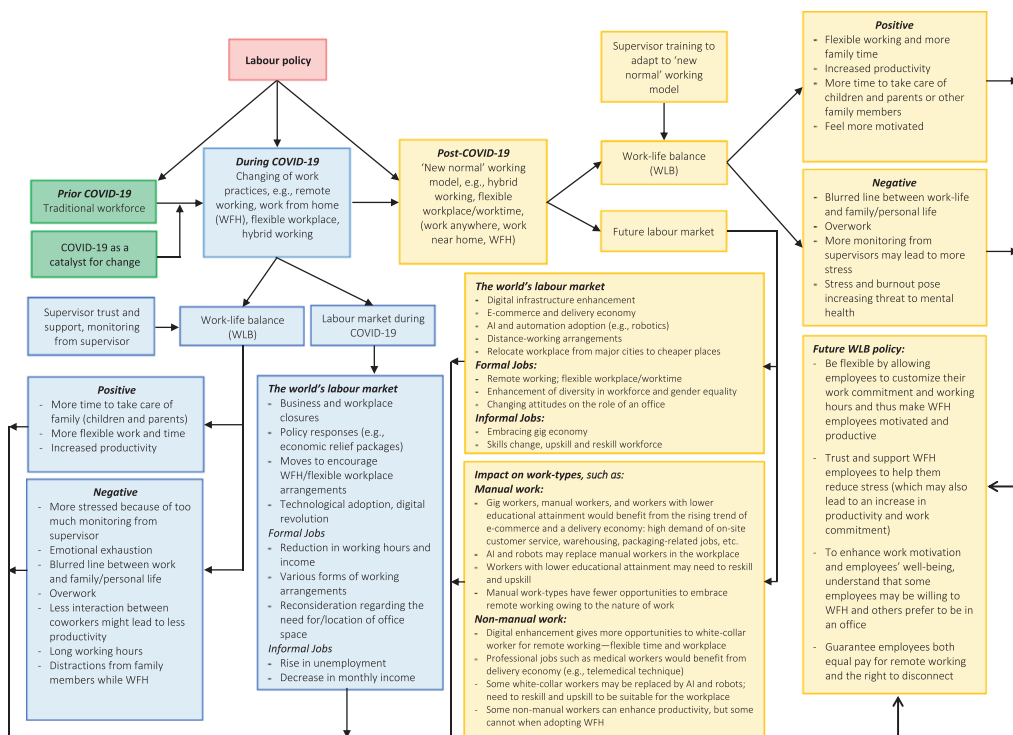 Labour policy
Prior COVID-19
Traditional workforce
COVID-19 as a
catalyst for change
During COVID-19
Changing of work
practices, e.g., remote
working, work from home
(WFH), flexible workplace,
hybrid working
Post-COVID-19
‘New normal’ working
model, e.g., hybrid
working, flexible
workplace/worktime,
(work anywhere, work
near home, WFH)
Supervisor training to
adapt to ‘new
normal’ working
model
Work-life balance
(WLB)
Future labour market
Positive
- Flexible working and more
family time
- Increased productivity
- More time to take care of
children and parents or other
family members
- Feel more motivated
Negative
- Blurred line between work-life
and family/personal life
- Overwork
- More monitoring from
supervisors may lead to more
stress
- Stress and burnout pose
increasing threat to mental
health
Supervisor trust and
support, monitoring
from supervisor
Work-life balance
(WLB)
Labour market during
COVID-19
Positive
- More time to take care of
family (children and parents)
- More flexible work and time
- Increased productivity
Negative
- More stressed because of too
much monitoring from
supervisor
- Emotional exhaustion
- Blurred line between work
and family/personal life
- Overwork
- Less interaction between
coworkers might lead to less
productivity
- Long working hours
- Distractions from family
members while WFH
The world’s labour market
- Business and workplace
closures
- Policy responses (e.g.,
economic relief packages)
- Moves to encourage
WFH/flexible workplace
arrangements
- Technological adoption, digital
revolution
Formal Jobs
- Reduction in working hours and
income
- Various forms of working
arrangements
- Reconsideration regarding the
need for/location of office
space
Informal Jobs
- Rise in unemployment
- Decrease in monthly income
The world’s labour market
- Digital infrastructure enhancement
- E-commerce and delivery economy
- AI and automation adoption (e.g., robotics)
- Distance-working arrangements
- Relocate workplace from major cities to cheaper places
Formal Jobs:
- Remote working; flexible workplace/worktime
- Enhancement of diversity in workforce and gender equality
- Changing attitudes on the role of an office
Informal Jobs:
- Embracing gig economy
- Skills change, upskill and reskill workforce
Impact on work-types, such as:
Manual work:
- Gig workers, manual workers, and workers with lower
educational attainment would benefit from the rising trend of
e-commerce and a delivery economy: high demand of on-site
customer service, warehousing, packaging-related jobs, etc.
- AI and robots may replace manual workers in the workplace
- Workers with lower educational attainment may need to reskill
and upskill
- Manual work-types have fewer opportunities to embrace
remote working owing to the nature of work
Non-manual work:
- Digital enhancement gives more opportunities to white-collar
worker for remote working—flexible time and workplace
- Professional jobs such as medical workers would benefit from
delivery economy (e.g., telemedical technique)
- Some white-collar workers may be replaced by AI and robots;
need to reskill and upskill to be suitable for the workplace
- Some non-manual workers can enhance productivity, but some
cannot when adopting WFH
Future WLB policy:
- Be flexible by allowing
employees to customize their
work commitment and working
hours and thus make WFH
employees motivated and
productive
- Trust and support WFH
employees to help them
reduce stress (which may also
lead to an increase in
productivity and work
commitment)
- To enhance work motivation
and employees’ well-being,
understand that some
employees may be willing to
WFH and others prefer to be in
an office
- Guarantee employees both
equal pay for remote working
and the right to disconnect